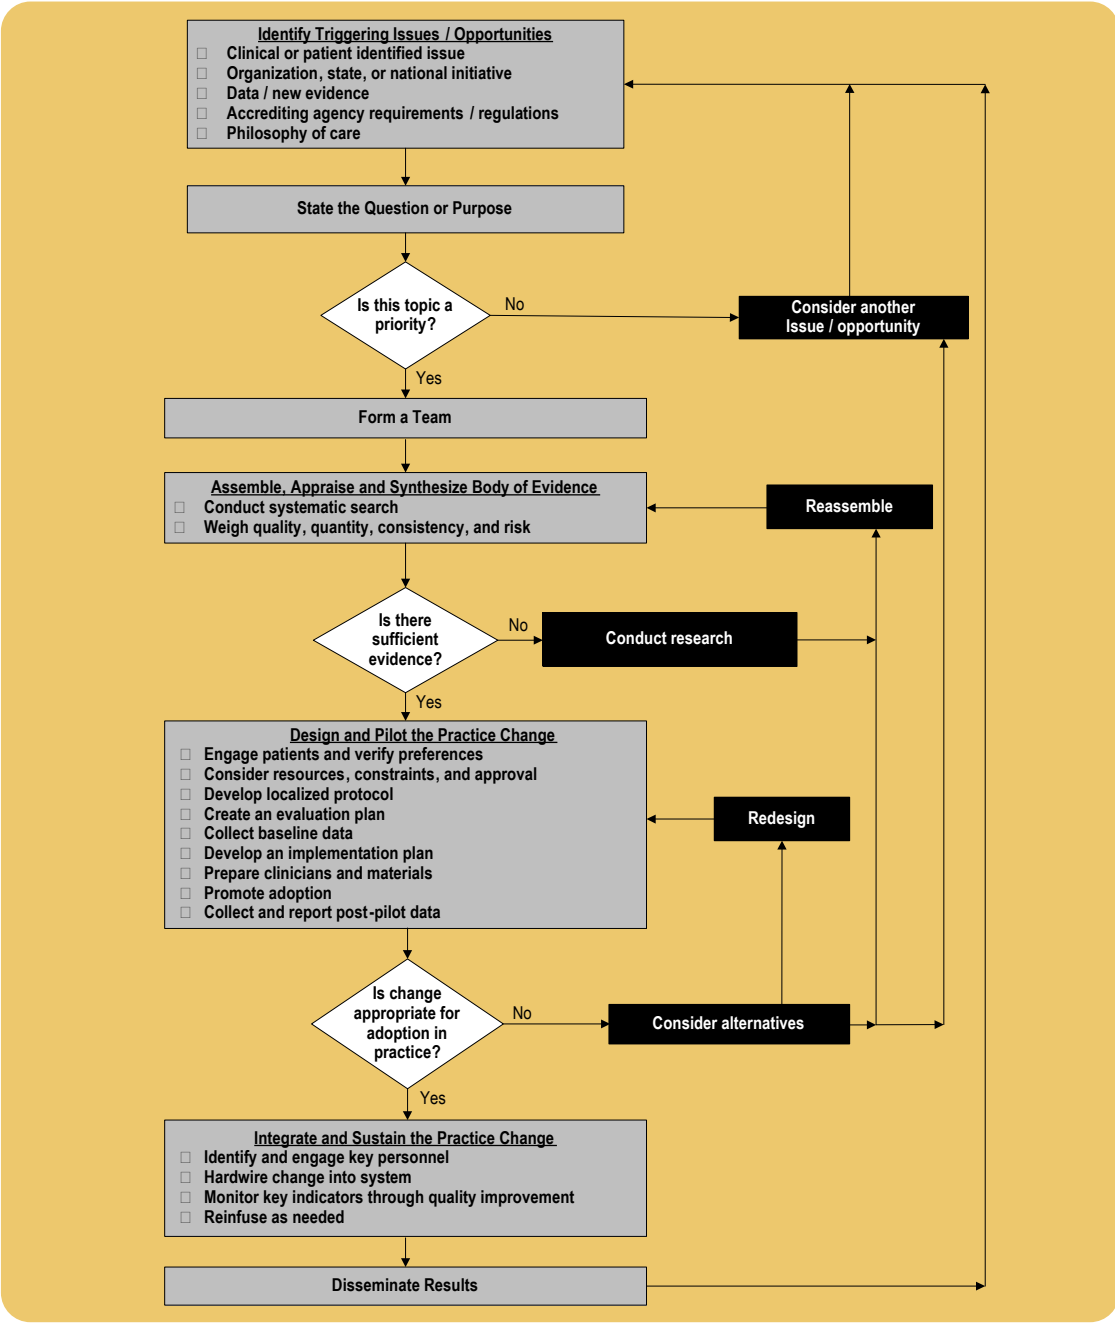 Identify Triggering Issues / Opportunities
Clinical or patient identified issue
Organization, state, or national initiative
Data / new evidence
Accrediting agency requirements / regulations
Philosophy of care
State the Question or Purpose
Is this topic a
priority?
No
Consider another
Issue / opportunity
Yes
Form a Team
Assemble, Appraise and Synthesize Body of Evidence
Conduct systematic search
Weigh quality, quantity, consistency, and risk
Reassemble
Is there
sufficient
evidence?
No
Conduct research
Yes
Design and Pilot the Practice Change
Engage patients and verify preferences
Consider resources, constraints, and approval
Develop localized protocol
Create an evaluation plan
Collect baseline data
Develop an implementation plan
Prepare clinicians and materials
Promote adoption
Collect and report post-pilot data
Redesign
Is change
appropriate for
adoption in
practice?
No
Consider alternatives
Yes
Integrate and Sustain the Practice Change
Identify and engage key personnel
Hardwire change into system
Monitor key indicators through quality improvement
Reinfuse as needed
Disseminate Results